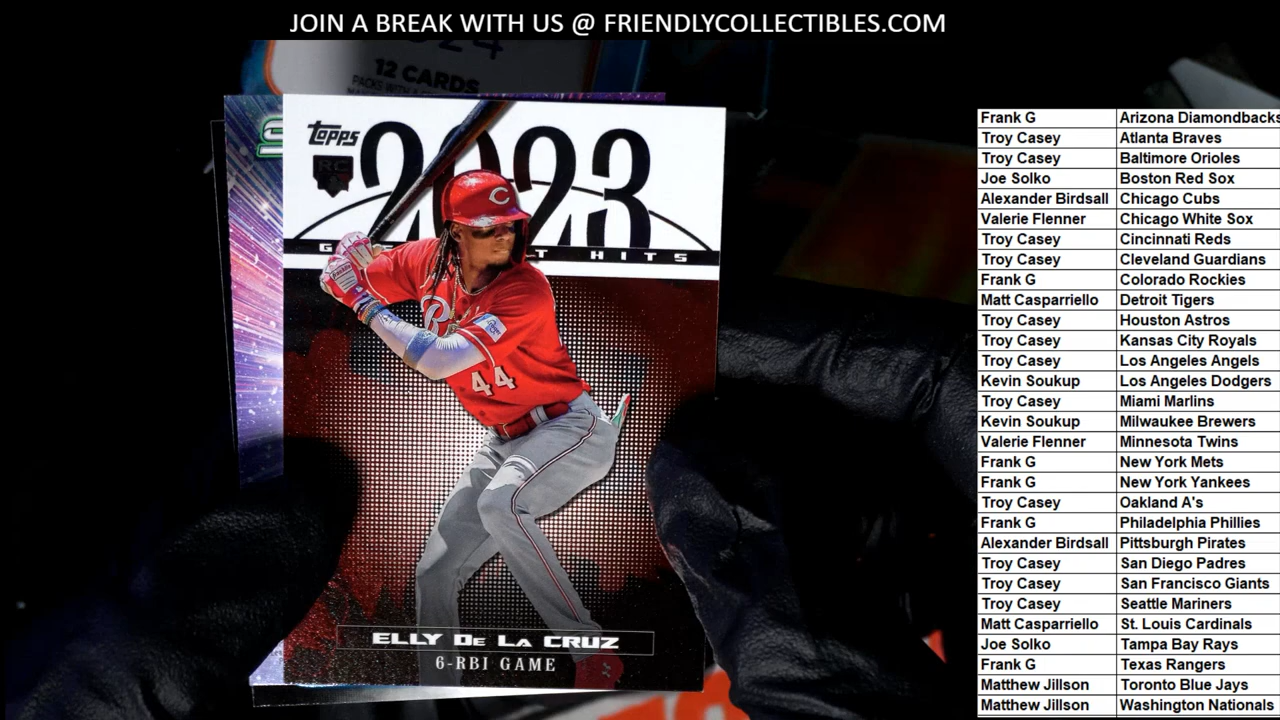 JOIN A BREAK WITH US @ FRIENDLYCOLLECTIBLES.COM
12 CARDS
topps
2023
RC
HITS
C
44
ELLY DE LA CRUZ
6-RBI GAME
Frank G Arizona Diamondbacks
Troy Casey Atlanta Braves
Troy Casey Baltimore Orioles
Joe Solko Boston Red Sox
Alexander Birdsall Chicago Cubs
Valerie Flenner Chicago White Sox
Troy Casey Cincinnati Reds
Troy Casey Cleveland Guardians
Frank G Colorado Rockies
Matt Casparriello Detroit Tigers
Troy Casey Houston Astros
Troy Casey Kansas City Royals
Troy Casey Los Angeles Angels
Kevin Soukup Los Angeles Dodgers
Troy Casey Miami Marlins
Kevin Soukup Milwaukee Brewers
Valerie Flenner Minnesota Twins
Frank G New York Mets
Frank G New York Yankees
Troy Casey Oakland A's
Frank G Philadelphia Phillies
Alexander Birdsall Pittsburgh Pirates
Troy Casey San Diego Padres
Troy Casey San Francisco Giants
Troy Casey Seattle Mariners
Matt Casparriello St. Louis Cardinals
Joe Solko Tampa Bay Rays
Frank G Texas Rangers
Matthew Jillson Toronto Blue Jays
Matthew Jillson Washington Nationals